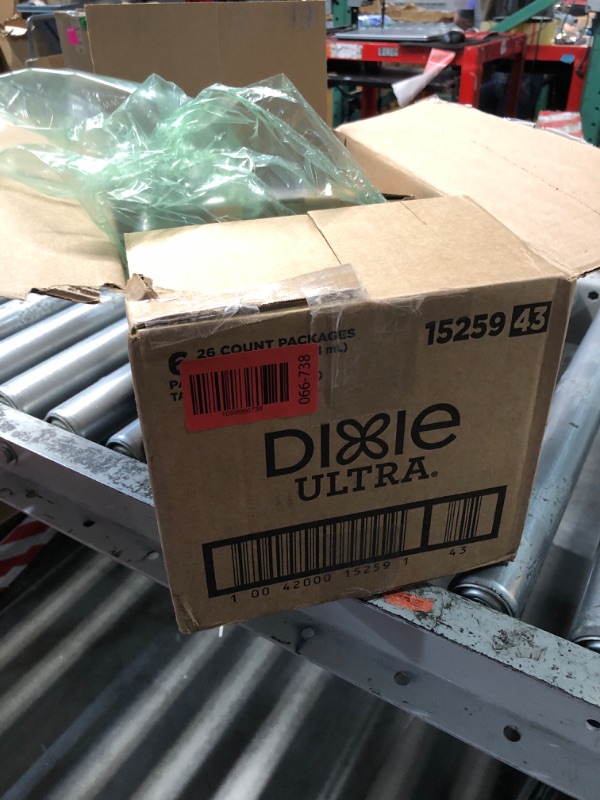 6 26 COUNT PACKAGES
15259 43
066-738
DIXIE
ULTRA®
1 00 42000 15259 1 43